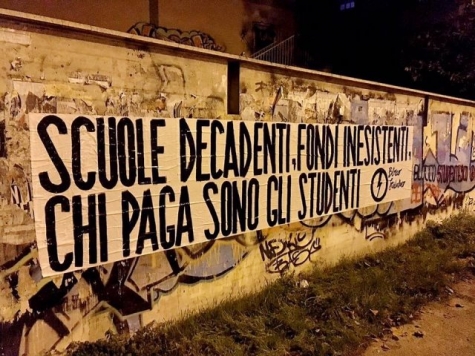 SCUOLE DECADENTI, FONDI INESISTENTI,
CHI PAGA SONO GLI STUDENTI